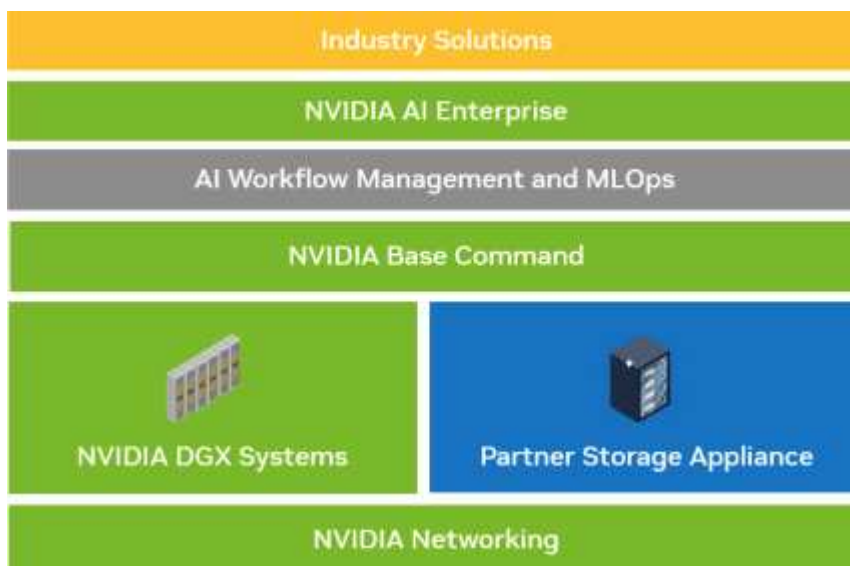 Industry Solutions
NVIDIA AI Enterprise
AI Workflow Management and MLOps
NVIDIA Base Command
NVIDIA DGX Systems
Partner Storage Appliance
NVIDIA Networking